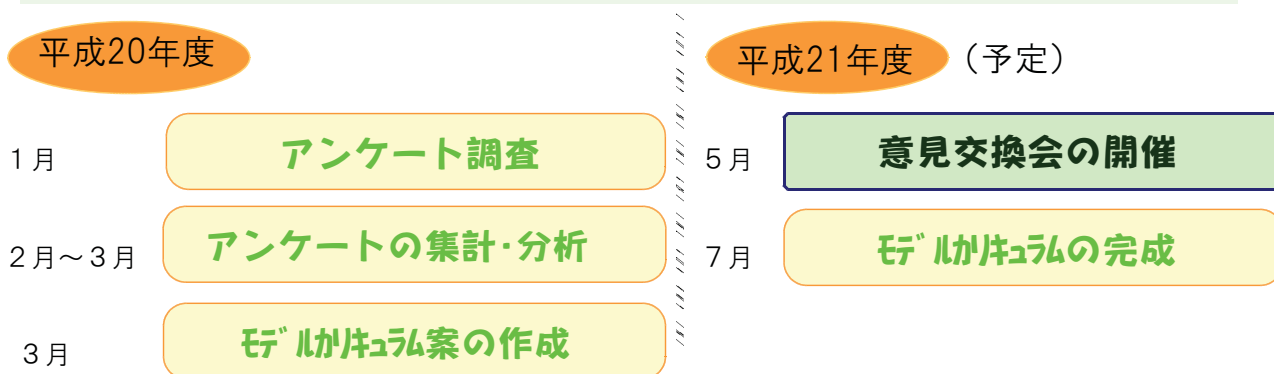 平成20年度
1月 アンケート調査
2月～3月 アンケートの集計・分析
3月 ﾓﾃﾞﾙｶﾘｷｭﾗﾑ案の作成
平成21年度 （予定）
5月 意見交換会の開催
7月 ﾓﾃﾞﾙｶﾘｷｭﾗﾑの完成